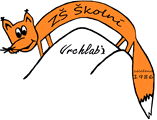 ZŠ Školní
Vrchlabí
1986